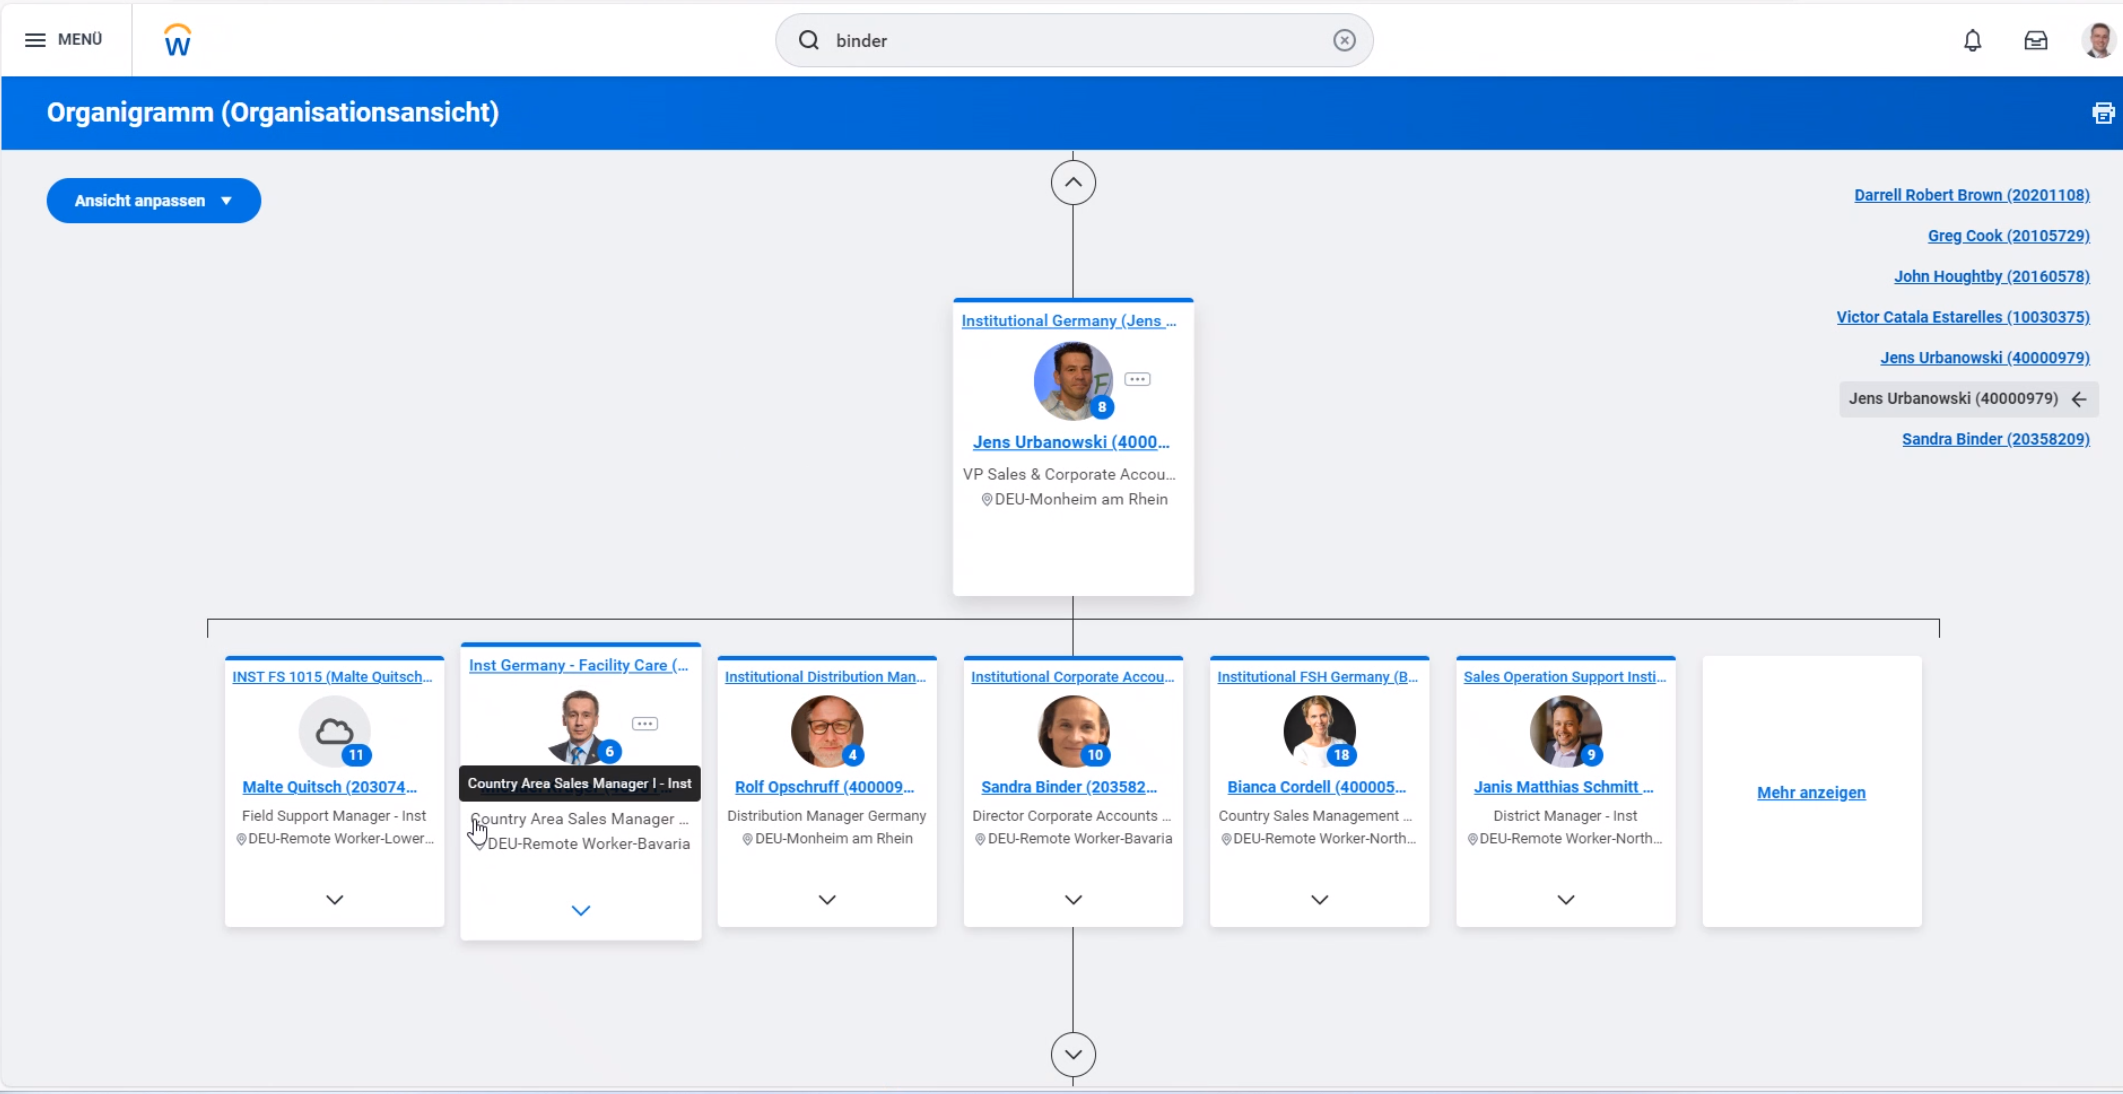 MENÜ
binder
Organigramm (Organisationsansicht)
Ansicht anpassen
Darrell Robert Brown (20201108)
Greg Cook (20105729)
John Houghtby (20160578)
Victor Catala Estarelles (10030375)
Jens Urbanowski (40000979)
Jens Urbanowski (40000979)
Sandra Binder (20358209)
Institutional Germany (Jens ...
8
Jens Urbanowski (4000...
VP Sales & Corporate Accou...
DEU-Monheim am Rhein
INST FS 1015 (Malte Quitsch...
11
Malte Quitsch (203074...
Field Support Manager - Inst
DEU-Remote Worker-Lower...
Inst Germany - Facility Care (...
6
Country Area Sales Manager I - Inst
Country Area Sales Manager ...
DEU-Remote Worker-Bavaria
Institutional Distribution Man...
4
Rolf Opschruff (400009...
Distribution Manager Germany
DEU-Monheim am Rhein
Institutional Corporate Accou...
10
Sandra Binder (203582...
Director Corporate Accounts ...
DEU-Remote Worker-Bavaria
Institutional FSH Germany (B...
18
Bianca Cordell (400005...
Country Sales Management ...
DEU-Remote Worker-North...
Sales Operation Support Insti...
9
Janis Matthias Schmitt ...
District Manager - Inst
DEU-Remote Worker-North...
Mehr anzeigen